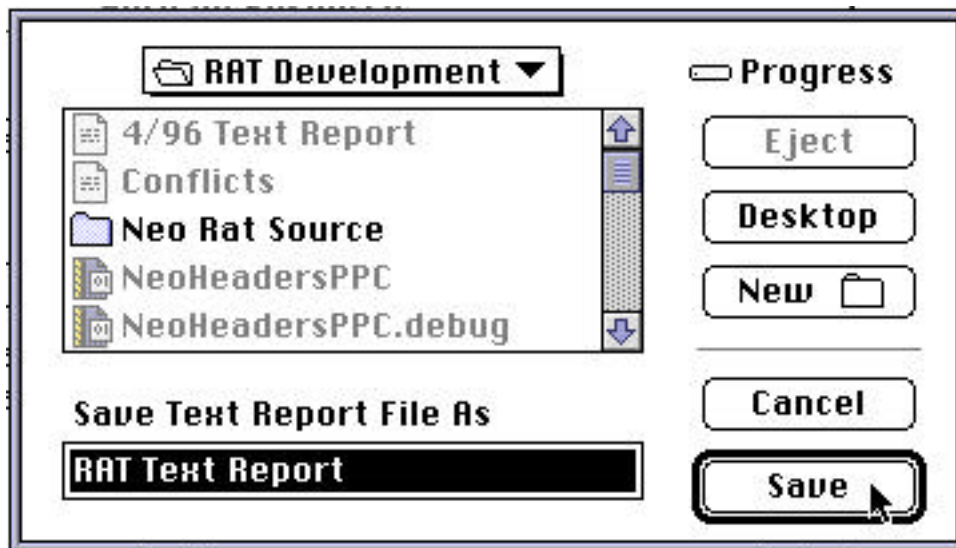 RAT Development
Progress
4/96 Text Report
Conflicts
Neo Rat Source
NeoHeadersPPC
NeoHeadersPPC.debug
Eject
Desktop
New
Save Text Report File As
RAT Text Report
Cancel
Save